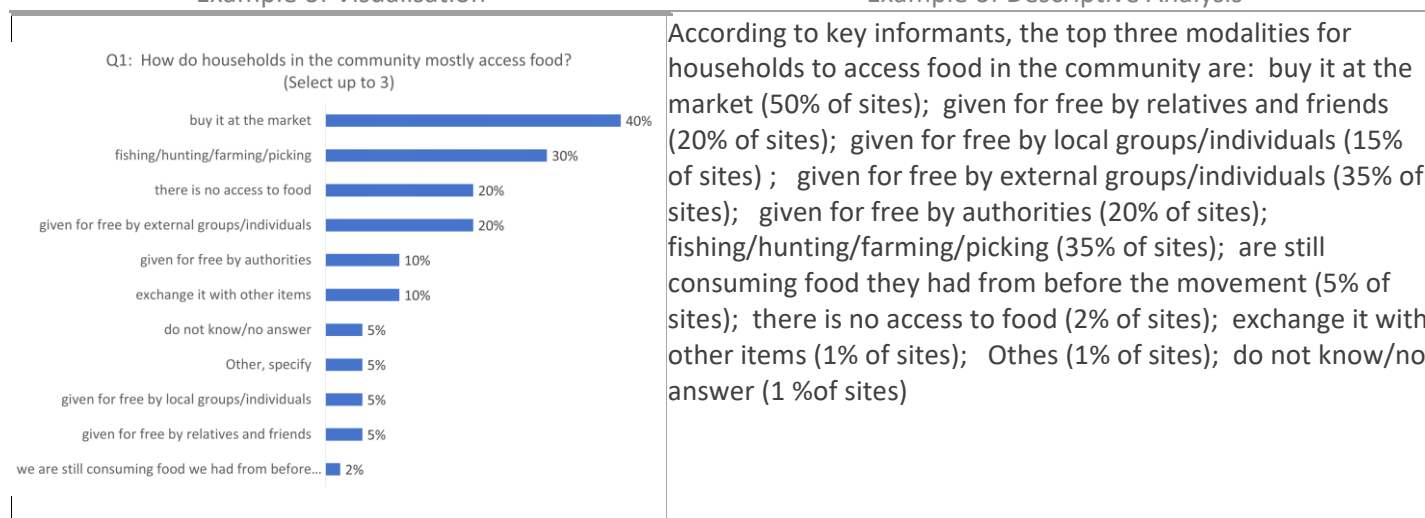 Example of Visualisation
Example of Descriptive Analysis
Q1: How do households in the community mostly access food?
(Select up to 3)
buy it at the market 40%
fishing/hunting/farming/picking 30%
there is no access to food 20%
given for free by external groups/individuals 20%
given for free by authorities 10%
exchange it with other items 10%
do not know/no answer 5%
Other, specify 5%
given for free by local groups/individuals 5%
given for free by relatives and friends 5%
we are still consuming food we had from before... 2%
According to key informants, the top three modalities for
households to access food in the community are: buy it at the
market (50% of sites); given for free by relatives and friends
(20% of sites); given for free by local groups/individuals (15%
of sites) ; given for free by external groups/individuals (35% of
sites); given for free by authorities (20% of sites);
fishing/hunting/farming/picking (35% of sites); are still
consuming food they had from before the movement (5% of
sites); there is no access to food (2% of sites); exchange it with
other items (1% of sites); Othes (1% of sites); do not know/no
answer (1 %of sites)